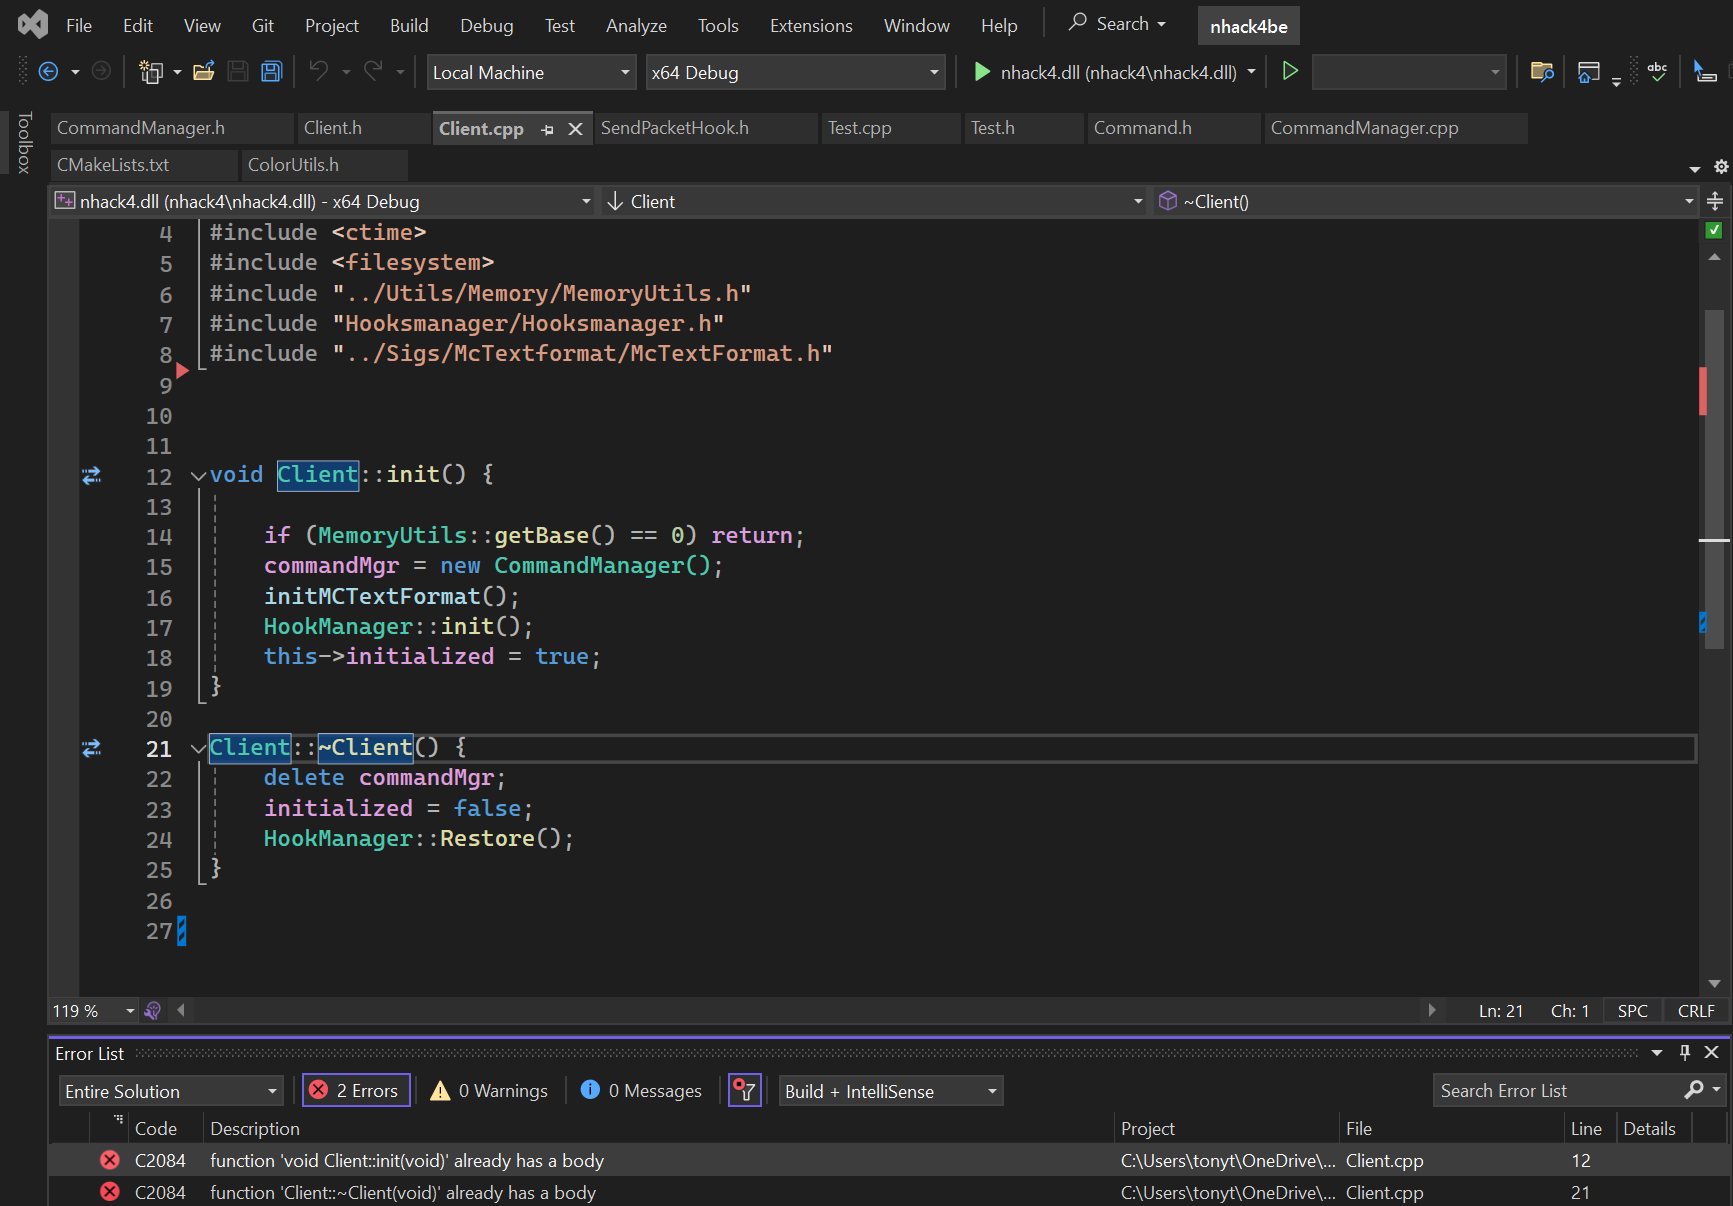 File Edit View Git Project Build Debug Test Analyze Tools Extensions Window Help Search nhack4be
Local Machine x64 Debug nhack4.dll (nhack4\nhack4.dll) abc
Toolbox
CommandManager.h Client.h Client.cpp SendPacketHook.h Test.cpp Test.h Command.h CommandManager.cpp
CMakeLists.txt ColorUtils.h
nhack4.dll (nhack4\nhack4.dll) - x64 Debug Client ~Client()
4 #include <ctime>
5 #include <filesystem>
6 #include "../Utils/Memory/MemoryUtils.h"
7 #include "Hooksmanager/Hooksmanager.h"
8 #include "../Sigs/McTextformat/McTextFormat.h"
9
10
11
12 void Client::init() {
13
14 if (MemoryUtils::getBase() == 0) return;
15 commandMgr = new CommandManager();
16 initMCTextFormat();
17 HookManager::init();
18 this->initialized = true;
19 }
20
21 Client::~Client() {
22 delete commandMgr;
23 initialized = false;
24 HookManager::Restore();
25 }
26
27
119 % Ln: 21 Ch: 1 SPC CRLF
Error List
Entire Solution 2 Errors 0 Warnings 0 Messages Build + IntelliSense Search Error List
Code Description Project File Line Details
C2084 function 'void Client::init(void)' already has a body C:\Users\tonyt\OneDrive\... Client.cpp 12
C2084 function 'Client::~Client(void)' already has a body C:\Users\tonyt\OneDrive\... Client.cpp 21